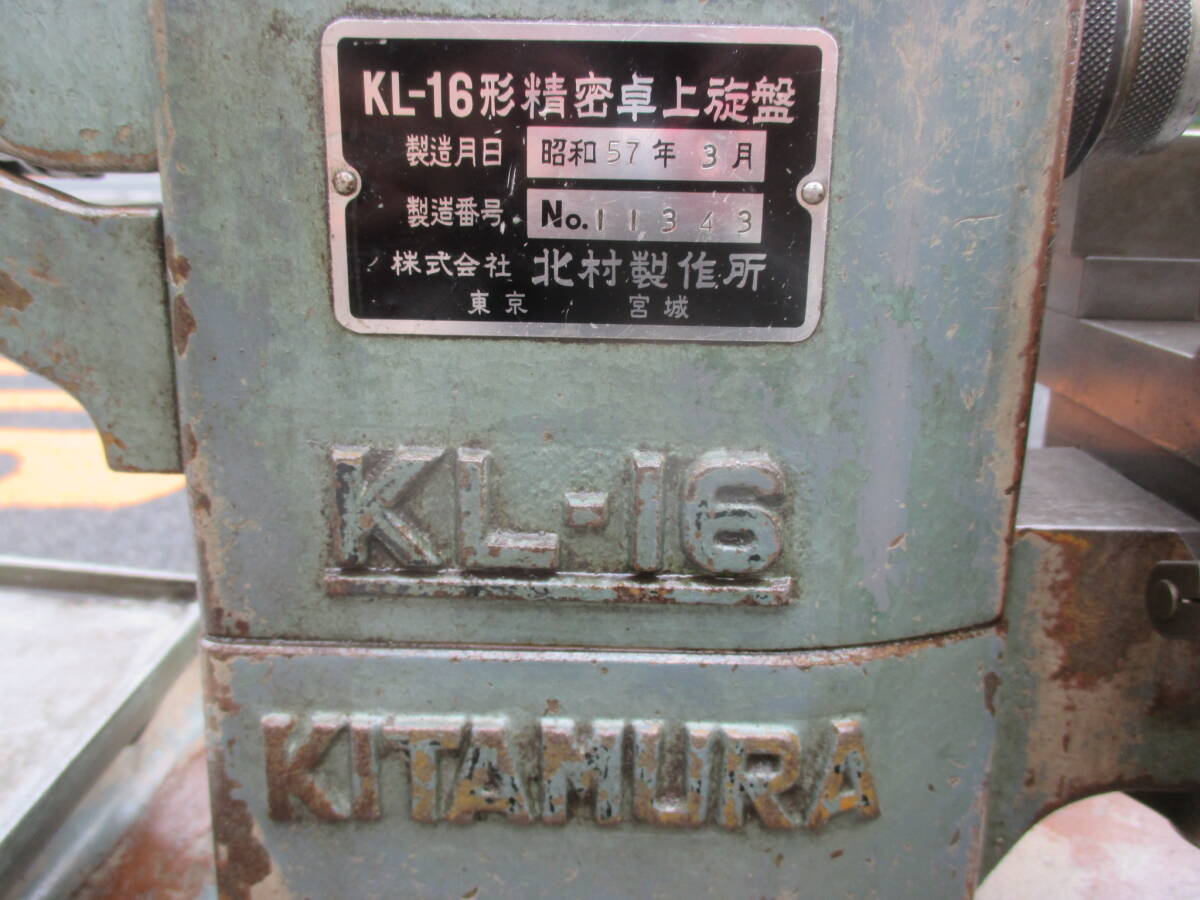 KL-16形精密卓上旋盤
製造月日 昭和57年 3月
製造番号 No.11343
株式会社 北村製作所
東京 宮城
KL-16
KITAMURA